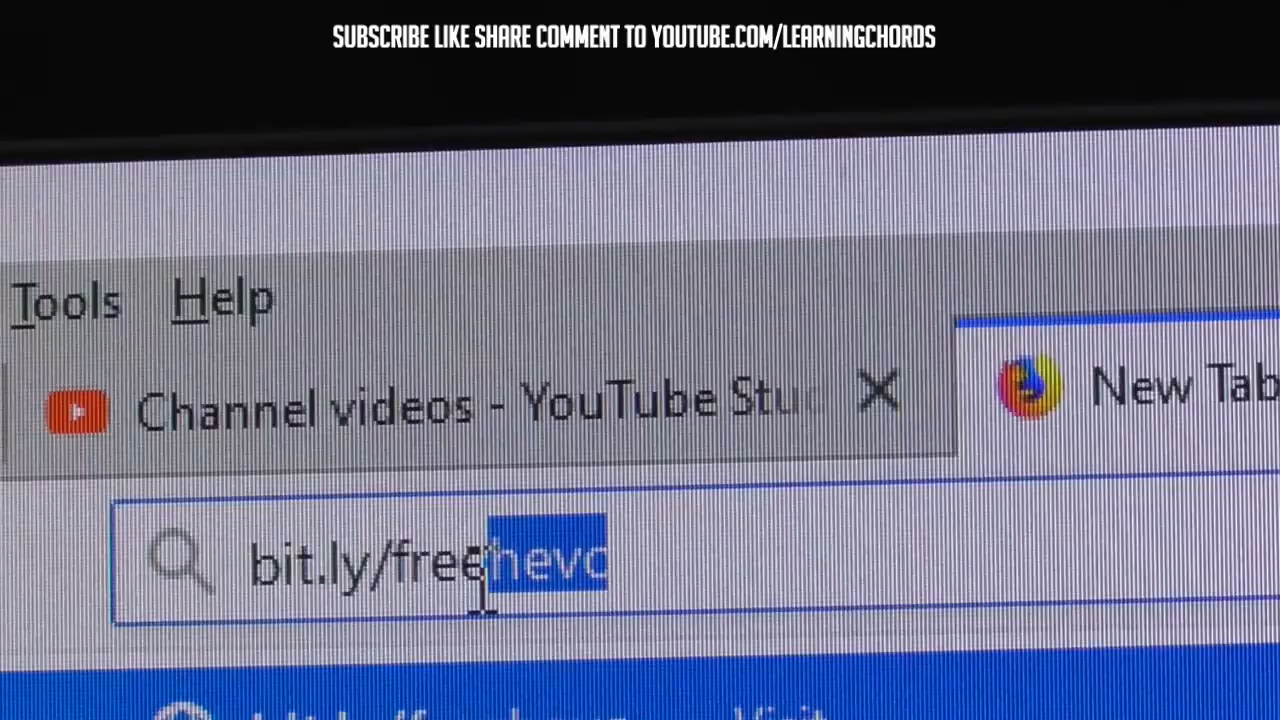 SUBSCRIBE LIKE SHARE COMMENT TO YOUTUBE.COM/LEARNINGCHORDS
Tools Help
Channel videos - YouTube Stu
New Tab
bit.ly/freehevc
Visit